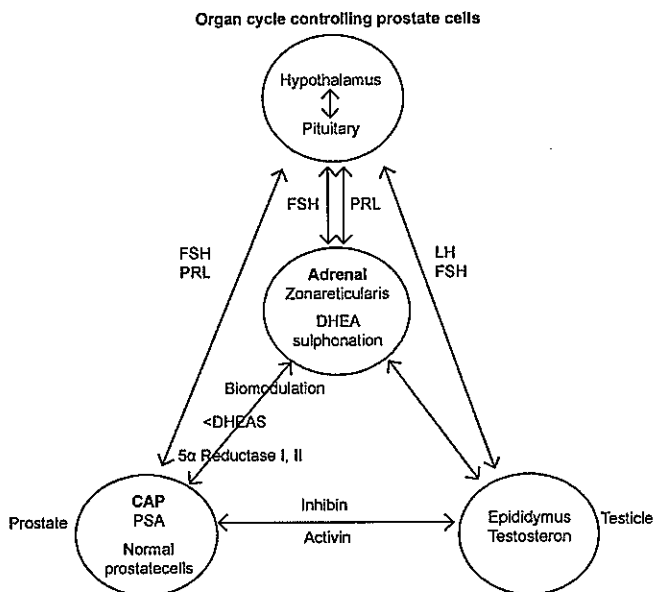 Organ cycle controlling prostate cells
Hypothalamus
Pituitary
FSH
PRL
FSH
PRL
LH
FSH
Adrenal
Zonareticularis
DHEA
sulphonation
Biomodulation
<DHEAS
5α Reductase I, II
Prostate
CAP
PSA
Normal
prostatecells
Inhibin
Activin
Epididymus
Testosteron
Testicle